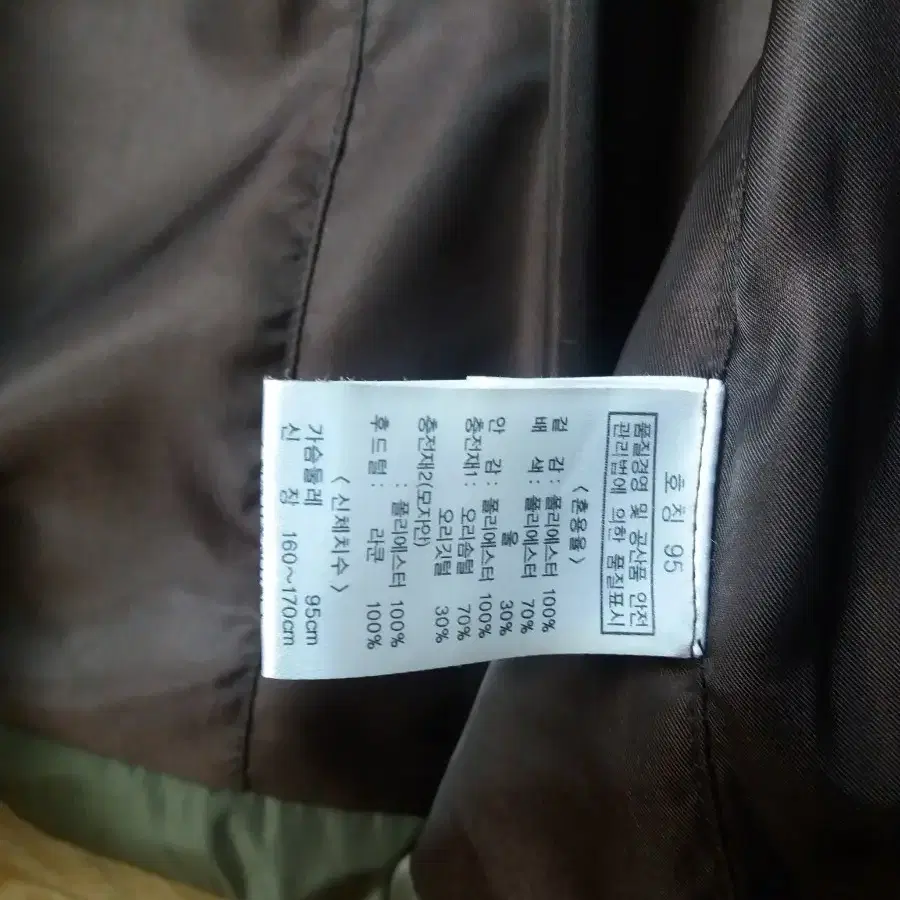 호칭 95
품질경영 및 공산품 안전
관리법에 의한 품질표시
< 혼용율 >
겉 감 : 폴리에스터 100%
배 색 : 폴리에스터 70%
울 30%
안 감 : 폴리에스터 100%
충전재1 : 오리솜털 70%
오리깃털 30%
충전재2(모자안)
: 폴리에스터 100%
후드털 : 라쿤 100%
< 신체치수 >
가슴둘레 95cm
신 장 160~170cm